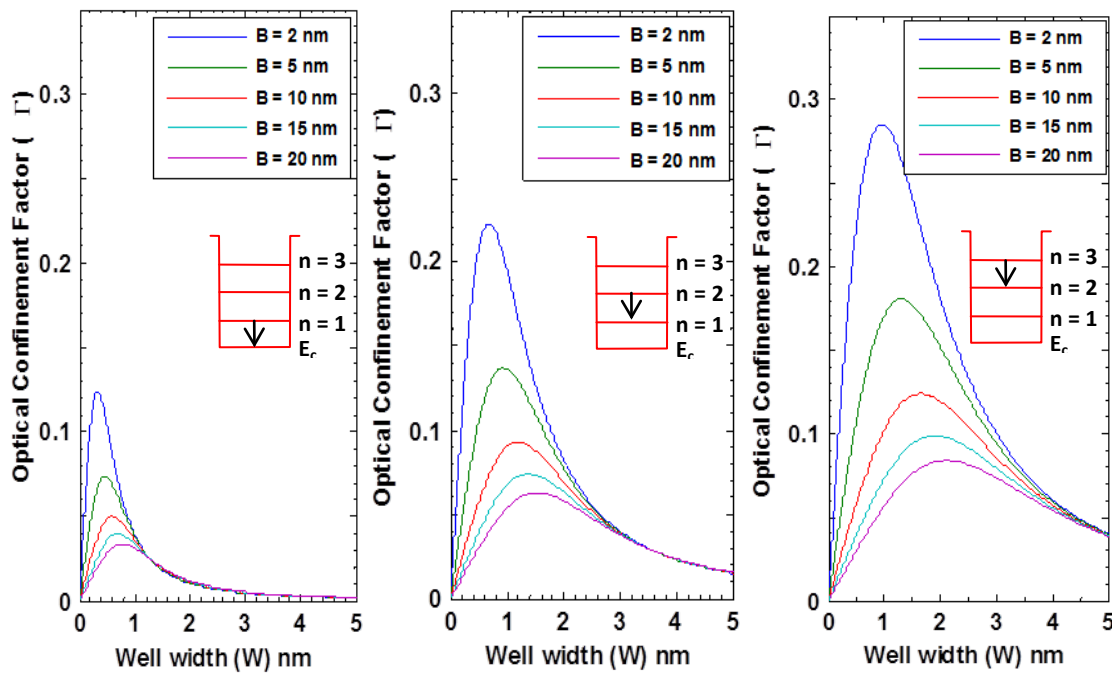 Optical Confinement Factor ( Γ)
0.3
0.2
0.1
0
B = 2 nm
B = 5 nm
B = 10 nm
B = 15 nm
B = 20 nm
n = 3
n = 2
n = 1
Ec
0 1 2 3 4 5
Well width (W) nm
Optical Confinement Factor ( Γ)
0.3
0.2
0.1
0
B = 2 nm
B = 5 nm
B = 10 nm
B = 15 nm
B = 20 nm
n = 3
n = 2
n = 1
Ec
0 1 2 3 4 5
Well width (W) nm
Optical Confinement Factor ( Γ)
0.3
0.2
0.1
0
B = 2 nm
B = 5 nm
B = 10 nm
B = 15 nm
B = 20 nm
n = 3
n = 2
n = 1
Ec
0 1 2 3 4 5
Well width (W) nm